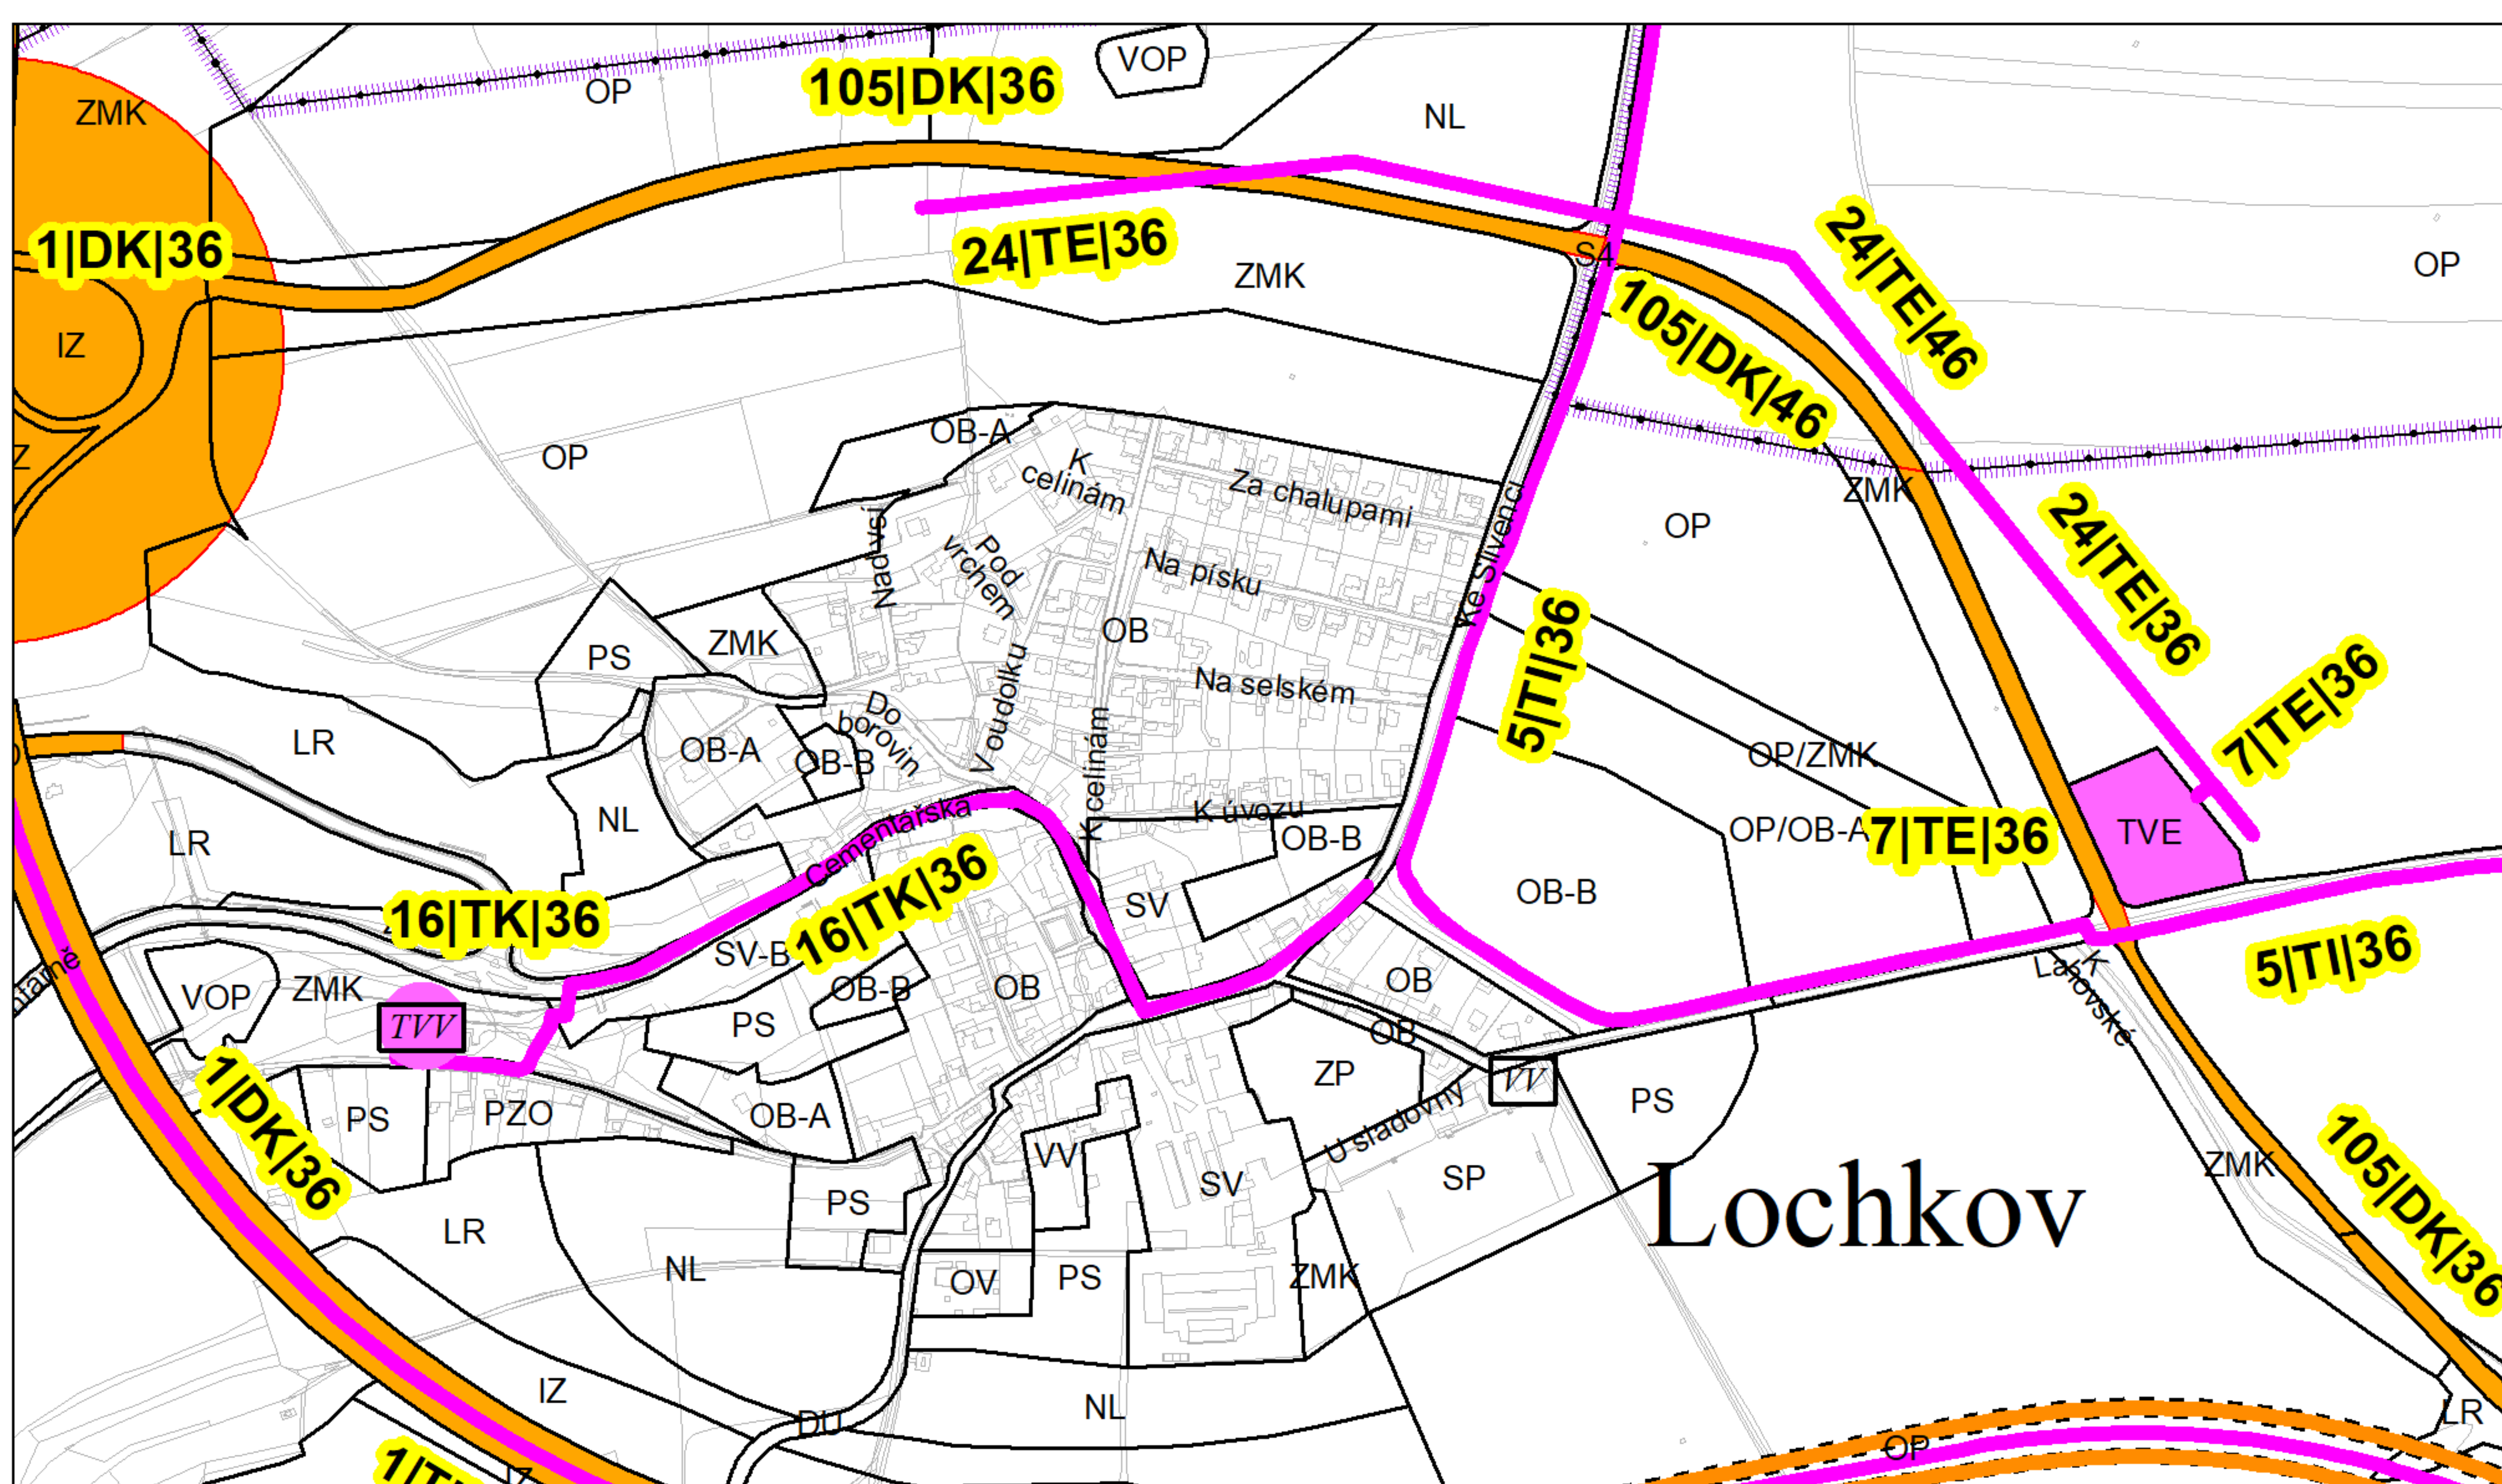 VOP
105|DK|36
OP
ZMK
NL
1|DK|36
24|TE|36
24|TE|46
S4
OP
ZMK
105|DK|46
IZ
Z
OP
OB-A
K
celinám
Za chalupami
Ke Slivenci
ZMK
OP
24|TE|36
Nad vsí
Pod
vrchem
Na písku
OB
PS
ZMK
Na selském
5|TI|36
7|TE|36
LR
OB-A
OB-B
Do
borovin
V oudolku
K celinám
OP/ZMK
NL
K úvozu
OB-B
OP/OB-A
7|TE|36
TVE
LR
Cementářská
16|TK|36
16|TK|36
SV
OB-B
5|TI|36
SV-B
VOP
ZMK
OB-B
OB
OB
K
Lahovské
TVV
PS
OB
ZP
VV
PS
1|DK|36
PS
PZO
OB-A
U sladovny
VV
SV
SP
Lochkov
ZMK
105|DK|36
PS
LR
NL
OV
PS
ZMK
IZ
DU
NL
LR
OP
IZ